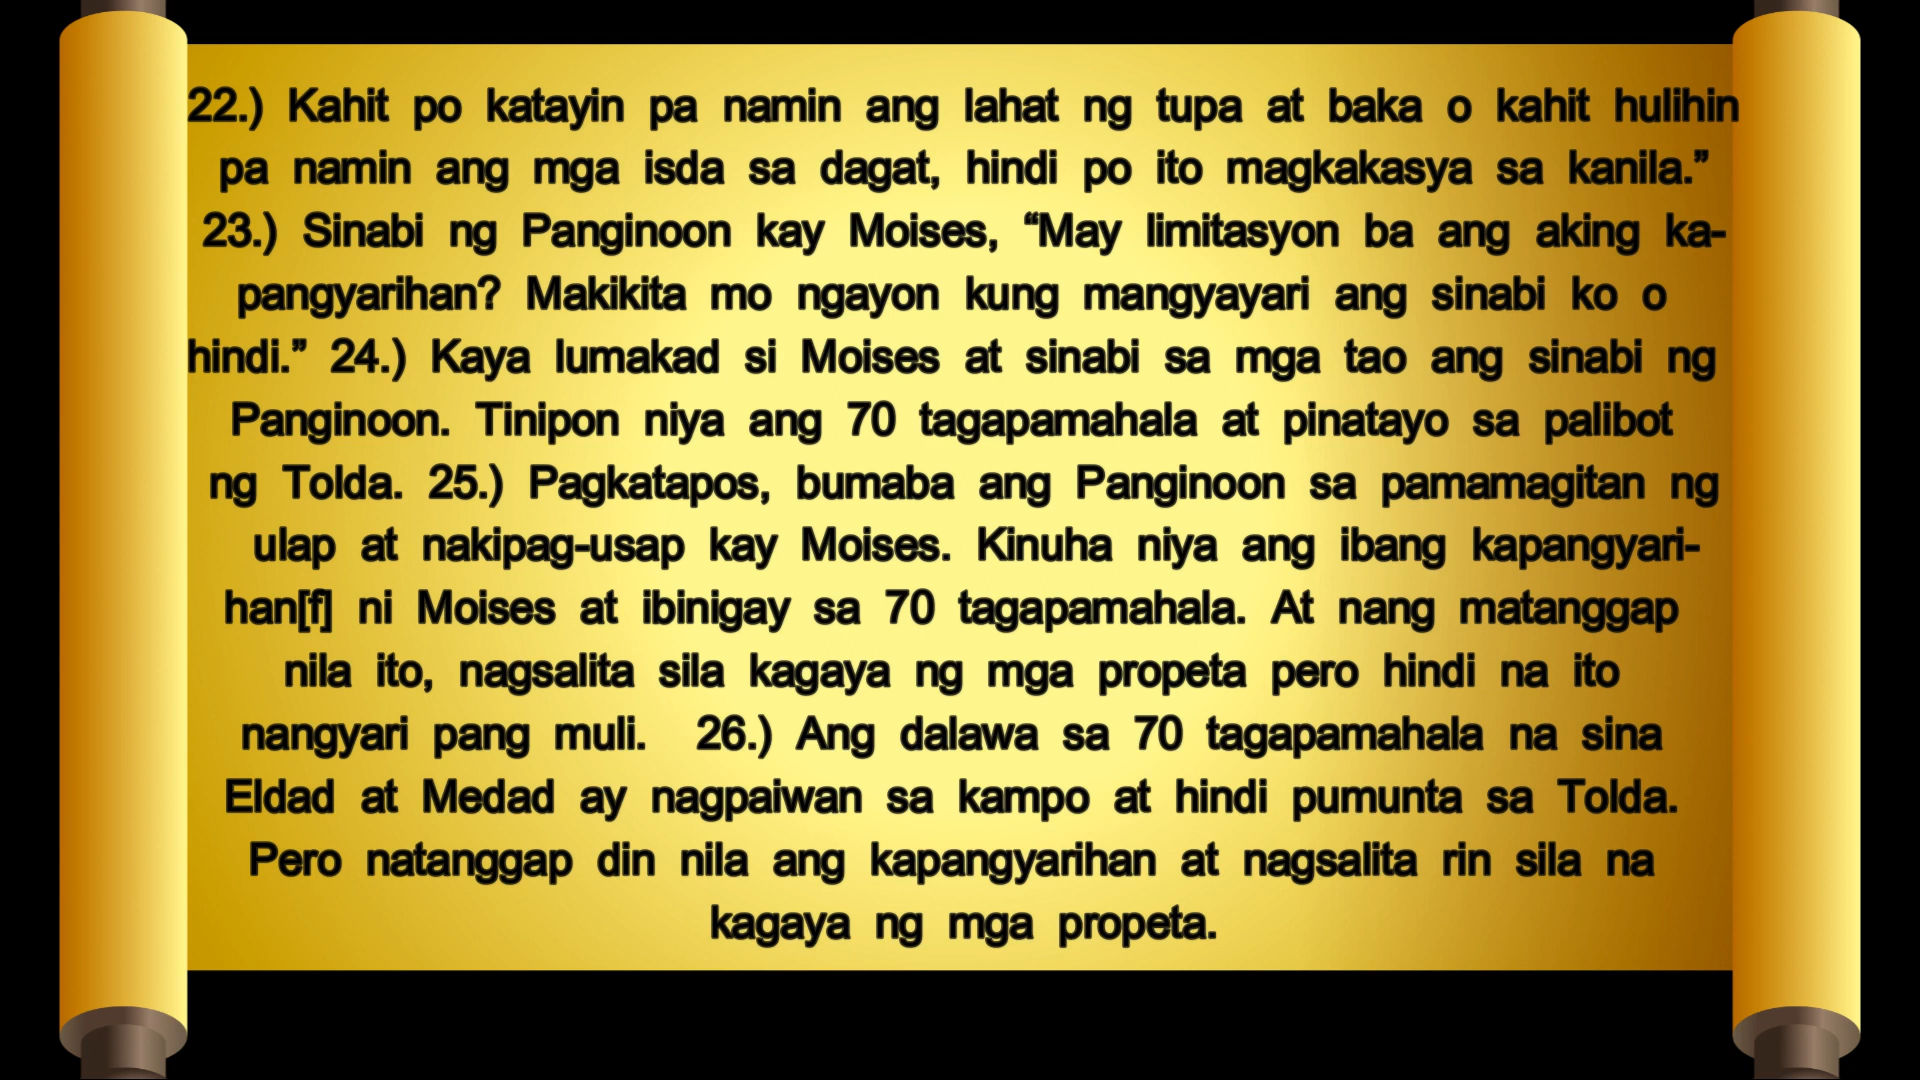 22.) Kahit po katayin pa namin ang lahat ng tupa at baka o kahit hulihin
pa namin ang mga isda sa dagat, hindi po ito magkakasya sa kanila.”
23.) Sinabi ng Panginoon kay Moises, “May limitasyon ba ang aking ka-
pangyarihan? Makikita mo ngayon kung mangyayari ang sinabi ko o
hindi.” 24.) Kaya lumakad si Moises at sinabi sa mga tao ang sinabi ng
Panginoon. Tinipon niya ang 70 tagapamahala at pinatayo sa palibot
ng Tolda. 25.) Pagkatapos, bumaba ang Panginoon sa pamamagitan ng
ulap at nakipag-usap kay Moises. Kinuha niya ang ibang kapangyari-
han[f] ni Moises at ibinigay sa 70 tagapamahala. At nang matanggap
nila ito, nagsalita sila kagaya ng mga propeta pero hindi na ito
nangyari pang muli. 26.) Ang dalawa sa 70 tagapamahala na sina
Eldad at Medad ay nagpaiwan sa kampo at hindi pumunta sa Tolda.
Pero natanggap din nila ang kapangyarihan at nagsalita rin sila na
kagaya ng mga propeta.